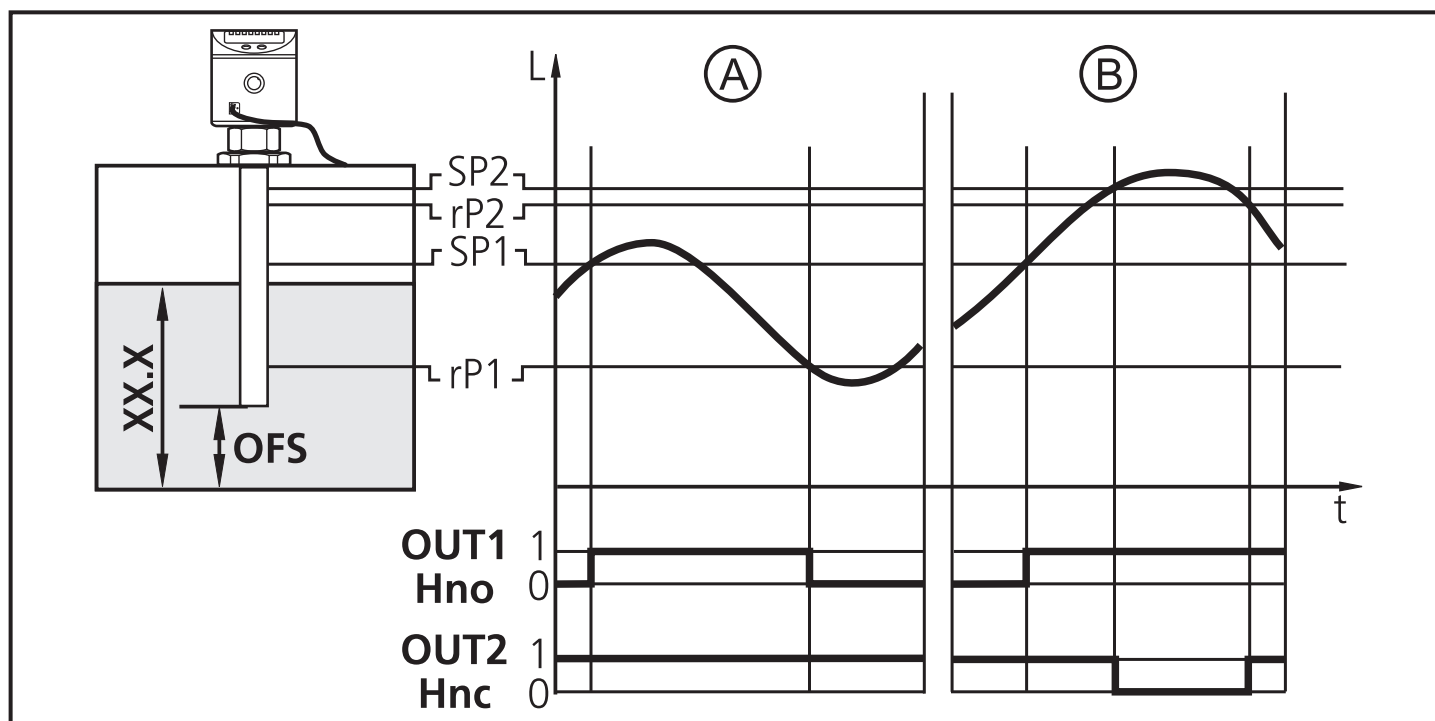 L
A
B
SP2
rP2
SP1
rP1
XX.X
OFS
t
OUT1 1
Hno 0
OUT2 1
Hnc 0